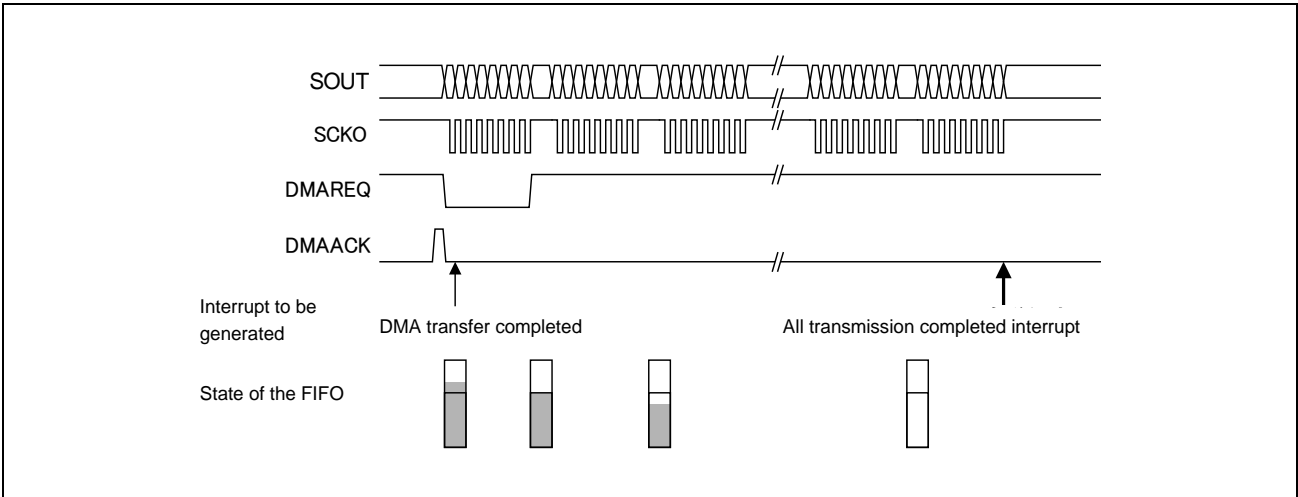 SOUT
SCKO
DMAREQ
DMAACK
Interrupt to be
generated
DMA transfer completed
All transmission completed interrupt
State of the FIFO